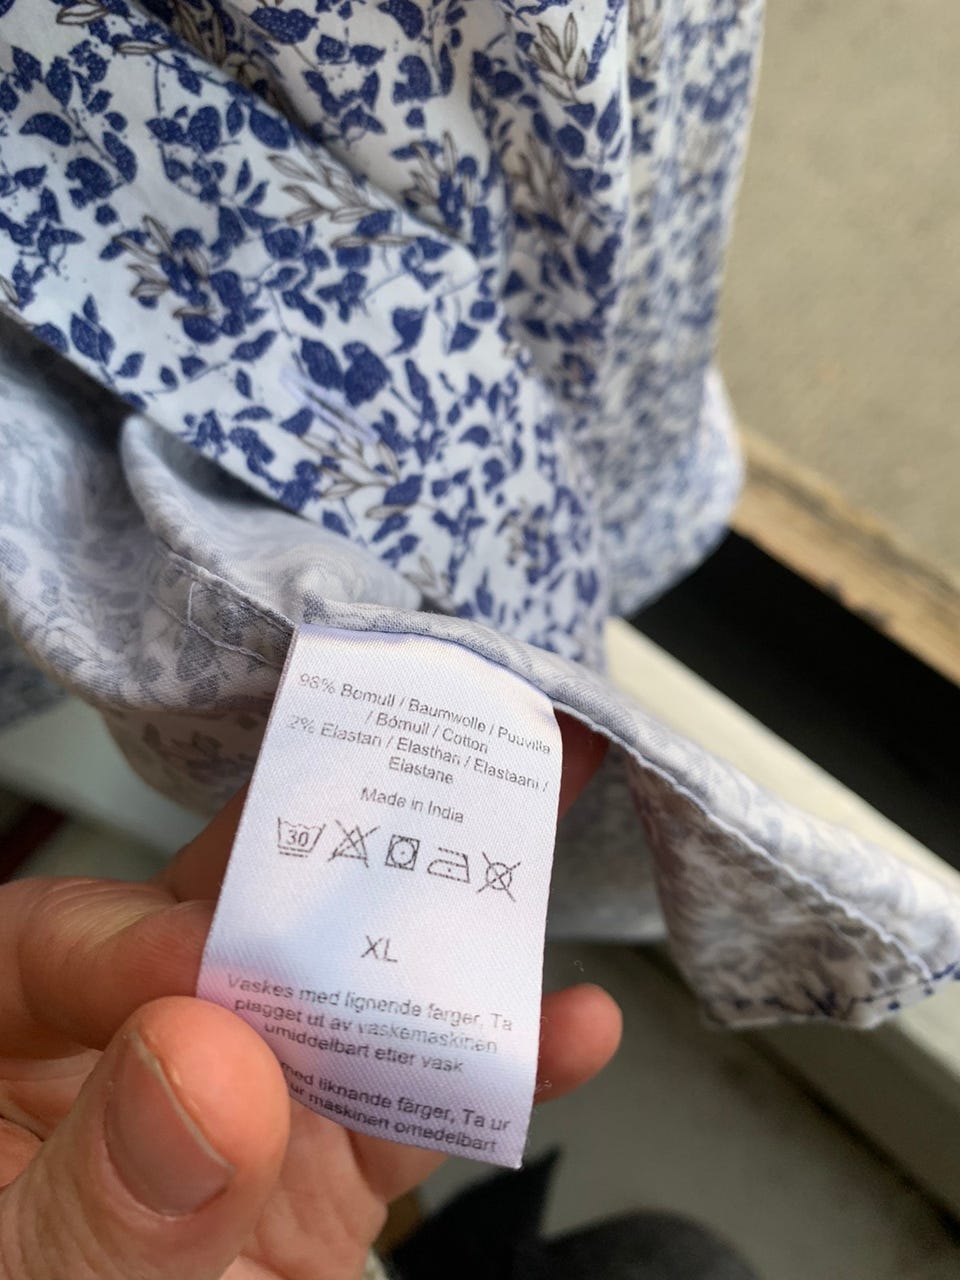 98% Bomull / Baumwolle / Puuvilla
/ Bómull / Cotton
2% Elastan / Elasthan / Elastaani /
Elastane
Made in India
30
XL
Vaskes med lignende farger, Ta
plagget ut av vaskemaskinen
umiddelbart etter vask
med liknande färger, Ta ur
ur maskinen omedelbart